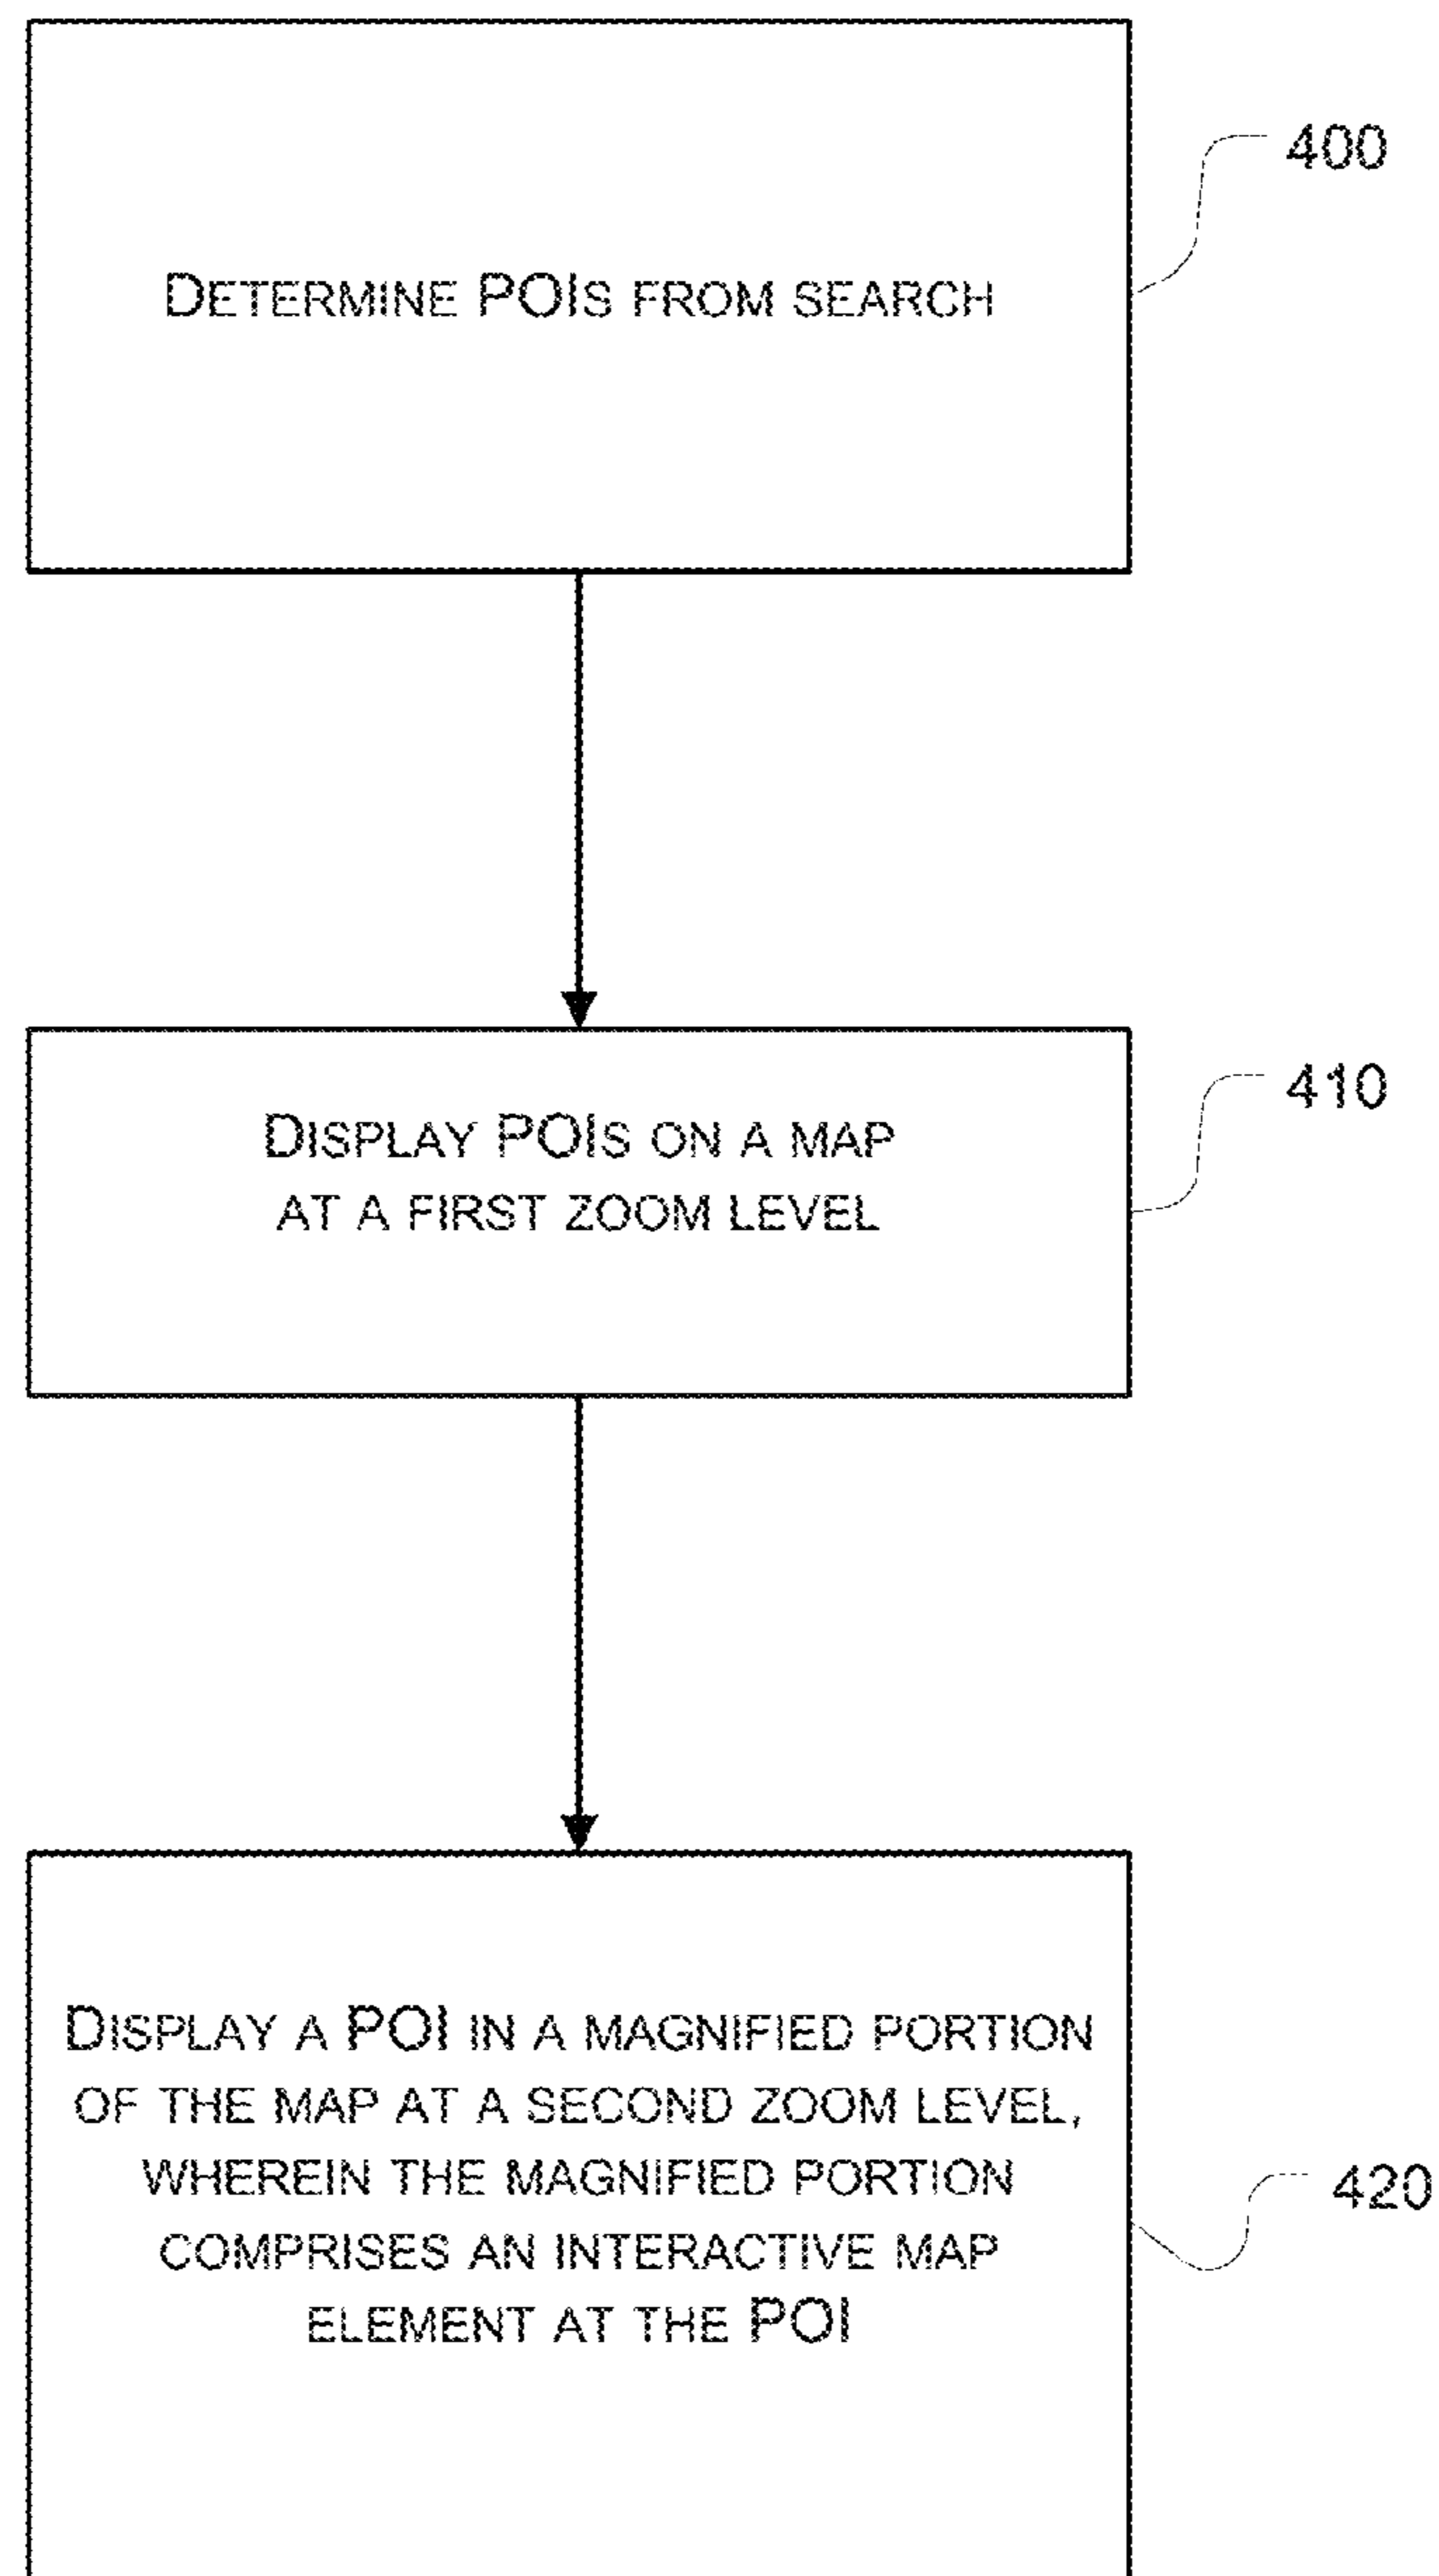 DETERMINE POIS FROM SEARCH
400
DISPLAY POIS ON A MAP
AT A FIRST ZOOM LEVEL
410
DISPLAY A POI IN A MAGNIFIED PORTION
OF THE MAP AT A SECOND ZOOM LEVEL,
WHEREIN THE MAGNIFIED PORTION
COMPRISES AN INTERACTIVE MAP
ELEMENT AT THE POI
420